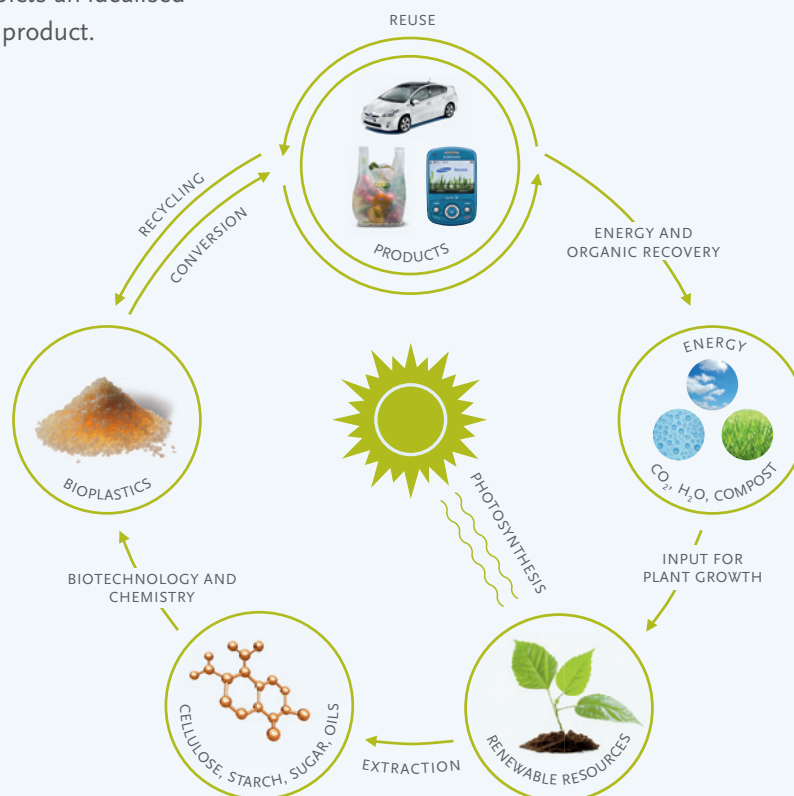 product.
REUSE
PRODUCTS
RECYCLING
CONVERSION
ENERGY AND
ORGANIC RECOVERY
ENERGY
CO₂, H₂O, COMPOST
INPUT FOR
PLANT GROWTH
PHOTOSYNTHESIS
RENEWABLE RESOURCES
EXTRACTION
CELLULOSE, STARCH, SUGAR, OILS
BIOTECHNOLOGY AND
CHEMISTRY
BIOPLASTICS